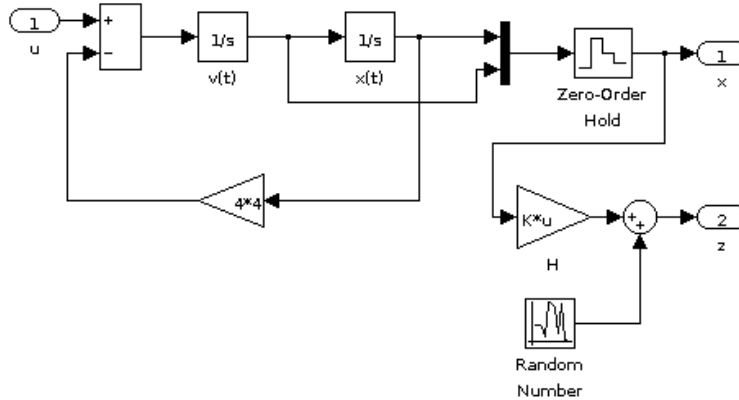 1
u
+
−
1/s
v(t)
1/s
x(t)
4*4
Zero-Order
Hold
1
x
K*u
H
+
+
2
z
Random
Number